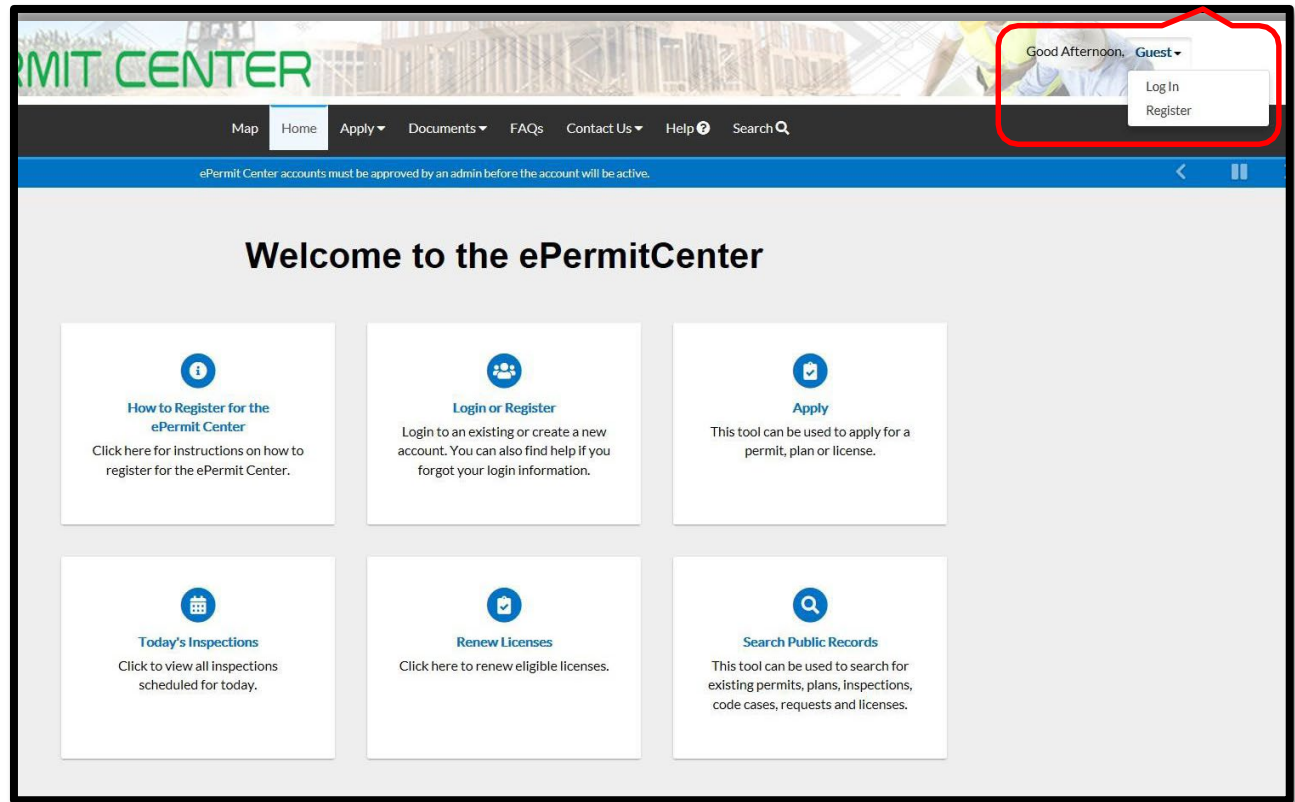 CENTER
Good Afternoon, Guest
Log In
Register
Map Home Apply Documents FAQs Contact Us Help Search
ePermit Center accounts must be approved by an admin before the account will be active.
Welcome to the ePermitCenter
How to Register for the
ePermit Center
Click here for instructions on how to
register for the ePermit Center.
Login or Register
Login to an existing or create a new
account. You can also find help if you
forgot your login information.
Apply
This tool can be used to apply for a
permit, plan or license.
Today's Inspections
Click to view all inspections
scheduled for today.
Renew Licenses
Click here to renew eligible licenses.
Search Public Records
This tool can be used to search for
existing permits, plans, inspections,
code cases, requests and licenses.